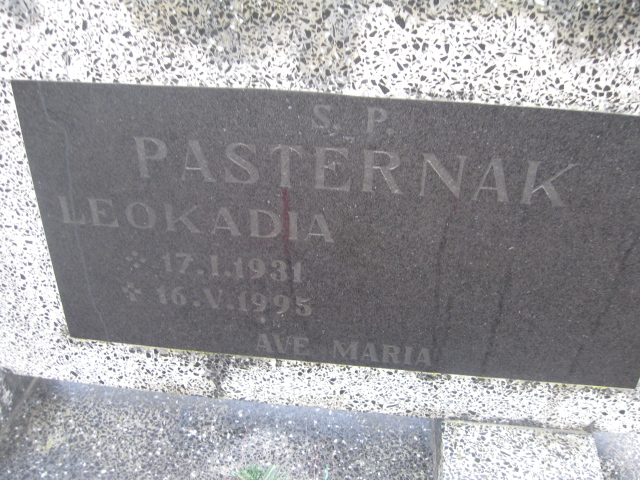 S. P.
PASTERNAK
LEOKADIA
* 17.1.1931
+ 16.V.1995
AVE MARIA